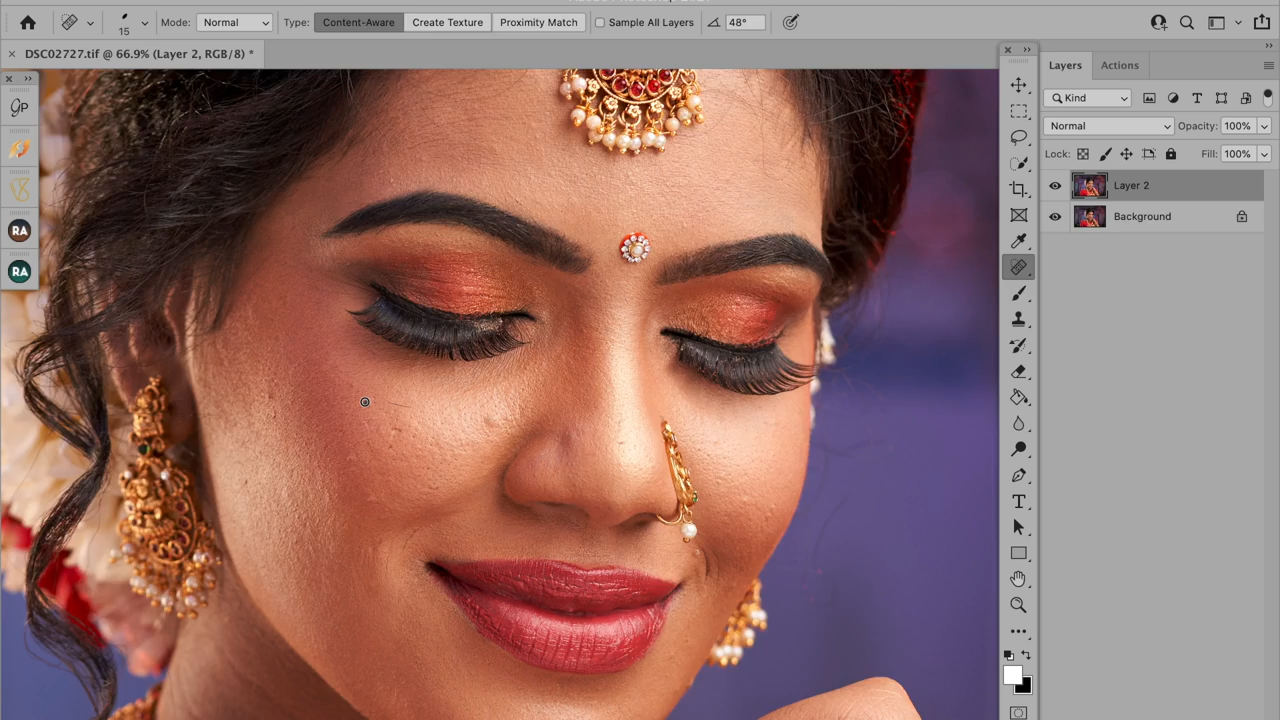 15
Mode:
Normal
Type:
Content-Aware
Create Texture
Proximity Match
Sample All Layers
48°
DSC02727.tif @ 66.9% (Layer 2, RGB/8) *
RA
RA
Layers
Actions
Kind
Normal
Opacity:
100%
Lock:
Fill:
100%
Layer 2
Background